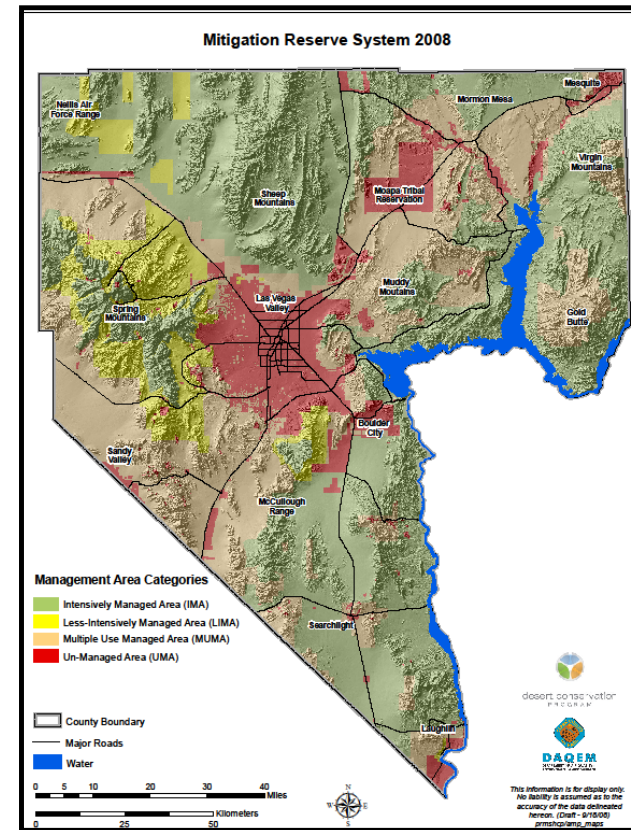 Mitigation Reserve System 2008
Nellis Air
Force Range
Mesquite
Mormon Mesa
Virgin
Mountains
Sheep
Mountains
Moapa Tribal
Reservation
Muddy
Moutains
Las Vegas
Valley
Spring
Mountains
Gold
Butte
Boulder
City
Sandy
Valley
McCullough
Range
Searchlight
Laughlin
Management Area Categories
Intensively Managed Area (IMA)
Less-Intensively Managed Area (LIMA)
Multiple Use Managed Area (MUMA)
Un-Managed Area (UMA)
County Boundary
Major Roads
Water
0 5 10 20 30 40
Miles
Kilometers
0 25 50
N
W E
S
desert conservation
PROGRAM
DAQEM
This information is for display only.
No liability is assumed as to the
accuracy of the data delineated
hereon. (Draft - 9/16/08)
prmshcp/amp_maps